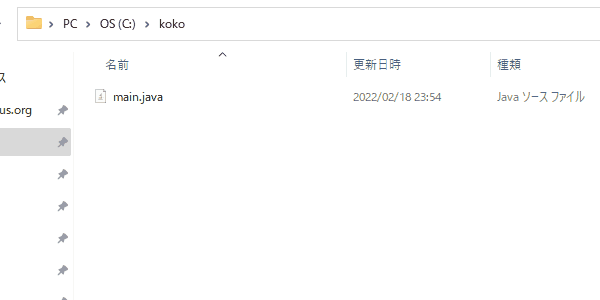 PC > OS (C:) > koko
名前 更新日時 種類
ス
main.java 2022/02/18 23:54 Java ソース ファイル
us.org